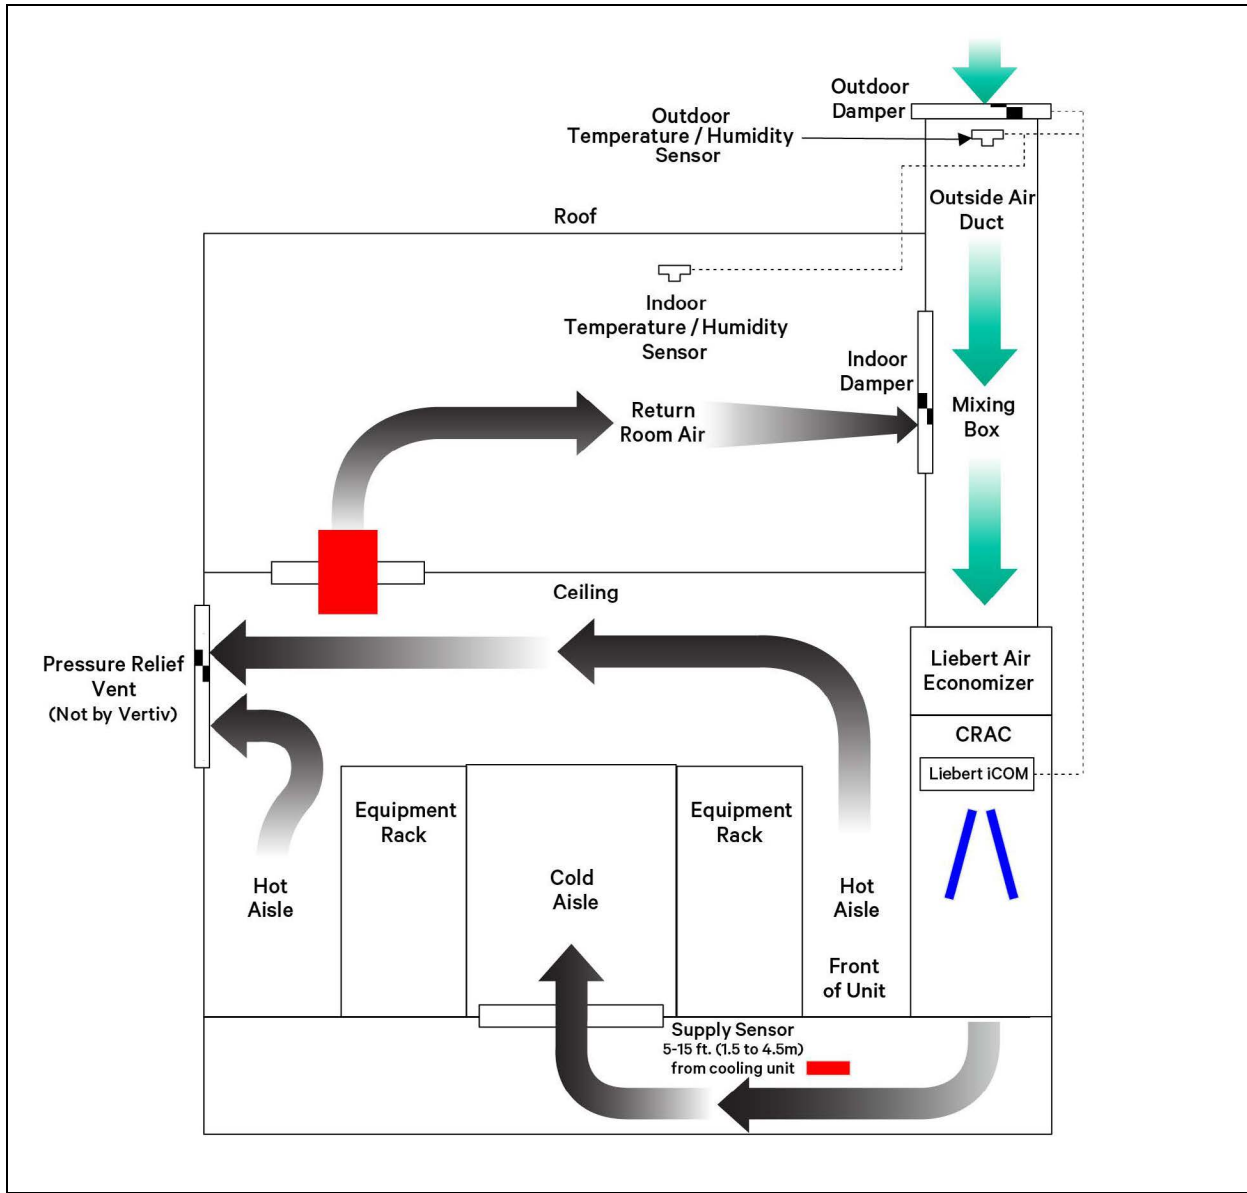 Outdoor
Damper
Outdoor
Temperature / Humidity
Sensor
Outside Air
Duct
Roof
Indoor
Temperature / Humidity
Sensor
Indoor
Damper
Return
Room Air
Mixing
Box
Ceiling
Pressure Relief
Vent
(Not by Vertiv)
Liebert Air
Economizer
CRAC
Liebert iCOM
Equipment
Rack
Equipment
Rack
Hot
Aisle
Cold
Aisle
Hot
Aisle
Front
of Unit
Supply Sensor
5-15 ft. (1.5 to 4.5m)
from cooling unit